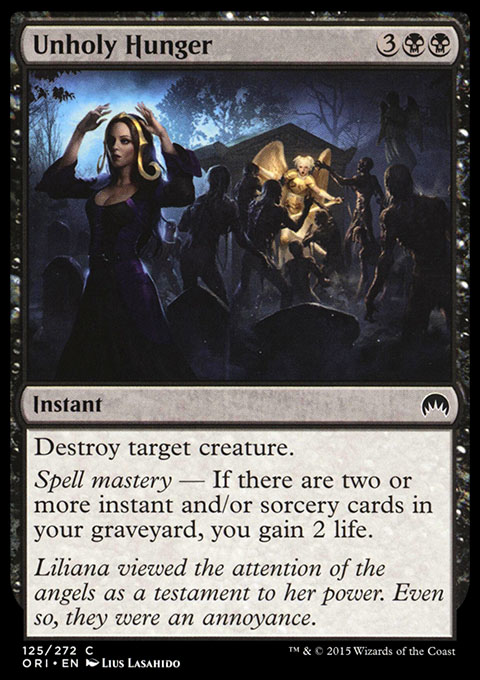 Unholy Hunger 3
Instant
Destroy target creature.
Spell mastery — If there are two or
more instant and/or sorcery cards in
your graveyard, you gain 2 life.
Liliana viewed the attention of the
angels as a testament to her power. Even
so, they were an annoyance.
125/272 C
ORI • EN Lius Lasahido
™ & © 2015 Wizards of the Coast